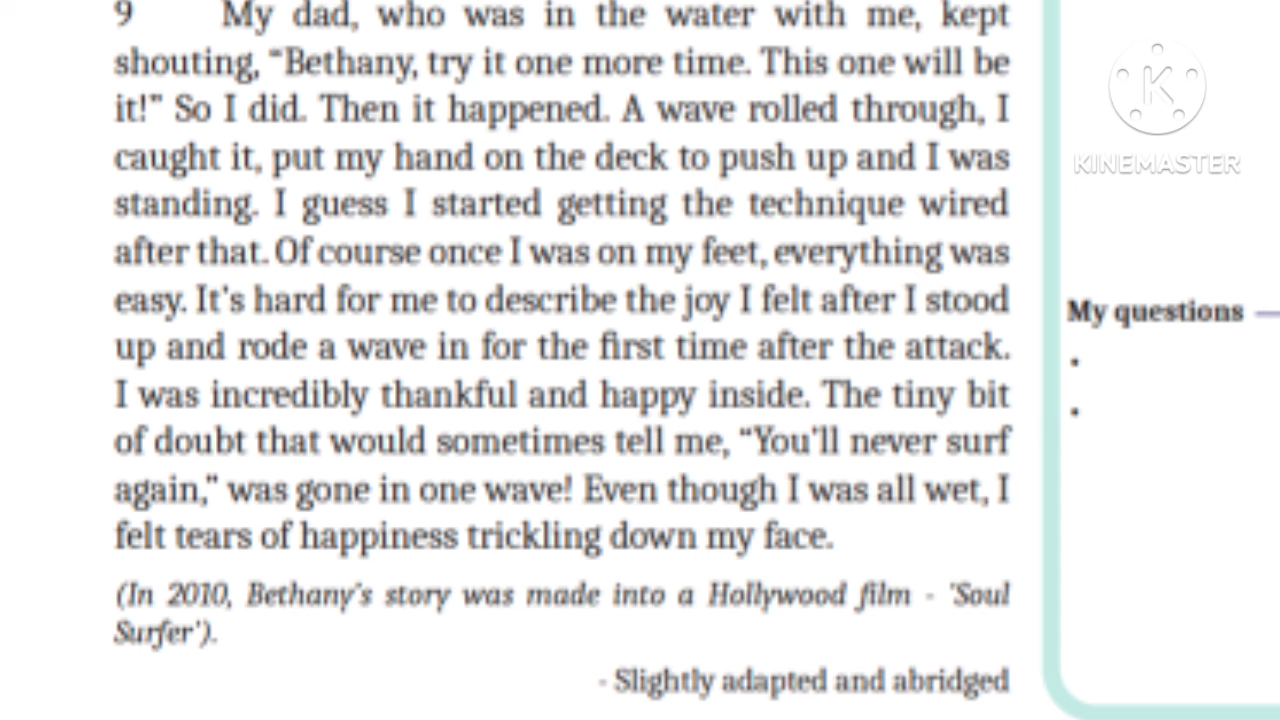 9 My dad, who was in the water with me, kept
shouting, “Bethany, try it one more time. This one will be
it!” So I did. Then it happened. A wave rolled through, I
caught it, put my hand on the deck to push up and I was
standing. I guess I started getting the technique wired
after that. Of course once I was on my feet, everything was
easy. It's hard for me to describe the joy I felt after I stood
up and rode a wave in for the first time after the attack.
I was incredibly thankful and happy inside. The tiny bit
of doubt that would sometimes tell me, “You'll never surf
again,” was gone in one wave! Even though I was all wet, I
felt tears of happiness trickling down my face.
(In 2010, Bethany's story was made into a Hollywood film - 'Soul
Surfer').
- Slightly adapted and abridged
K
KINEMASTER
My questions
•
•